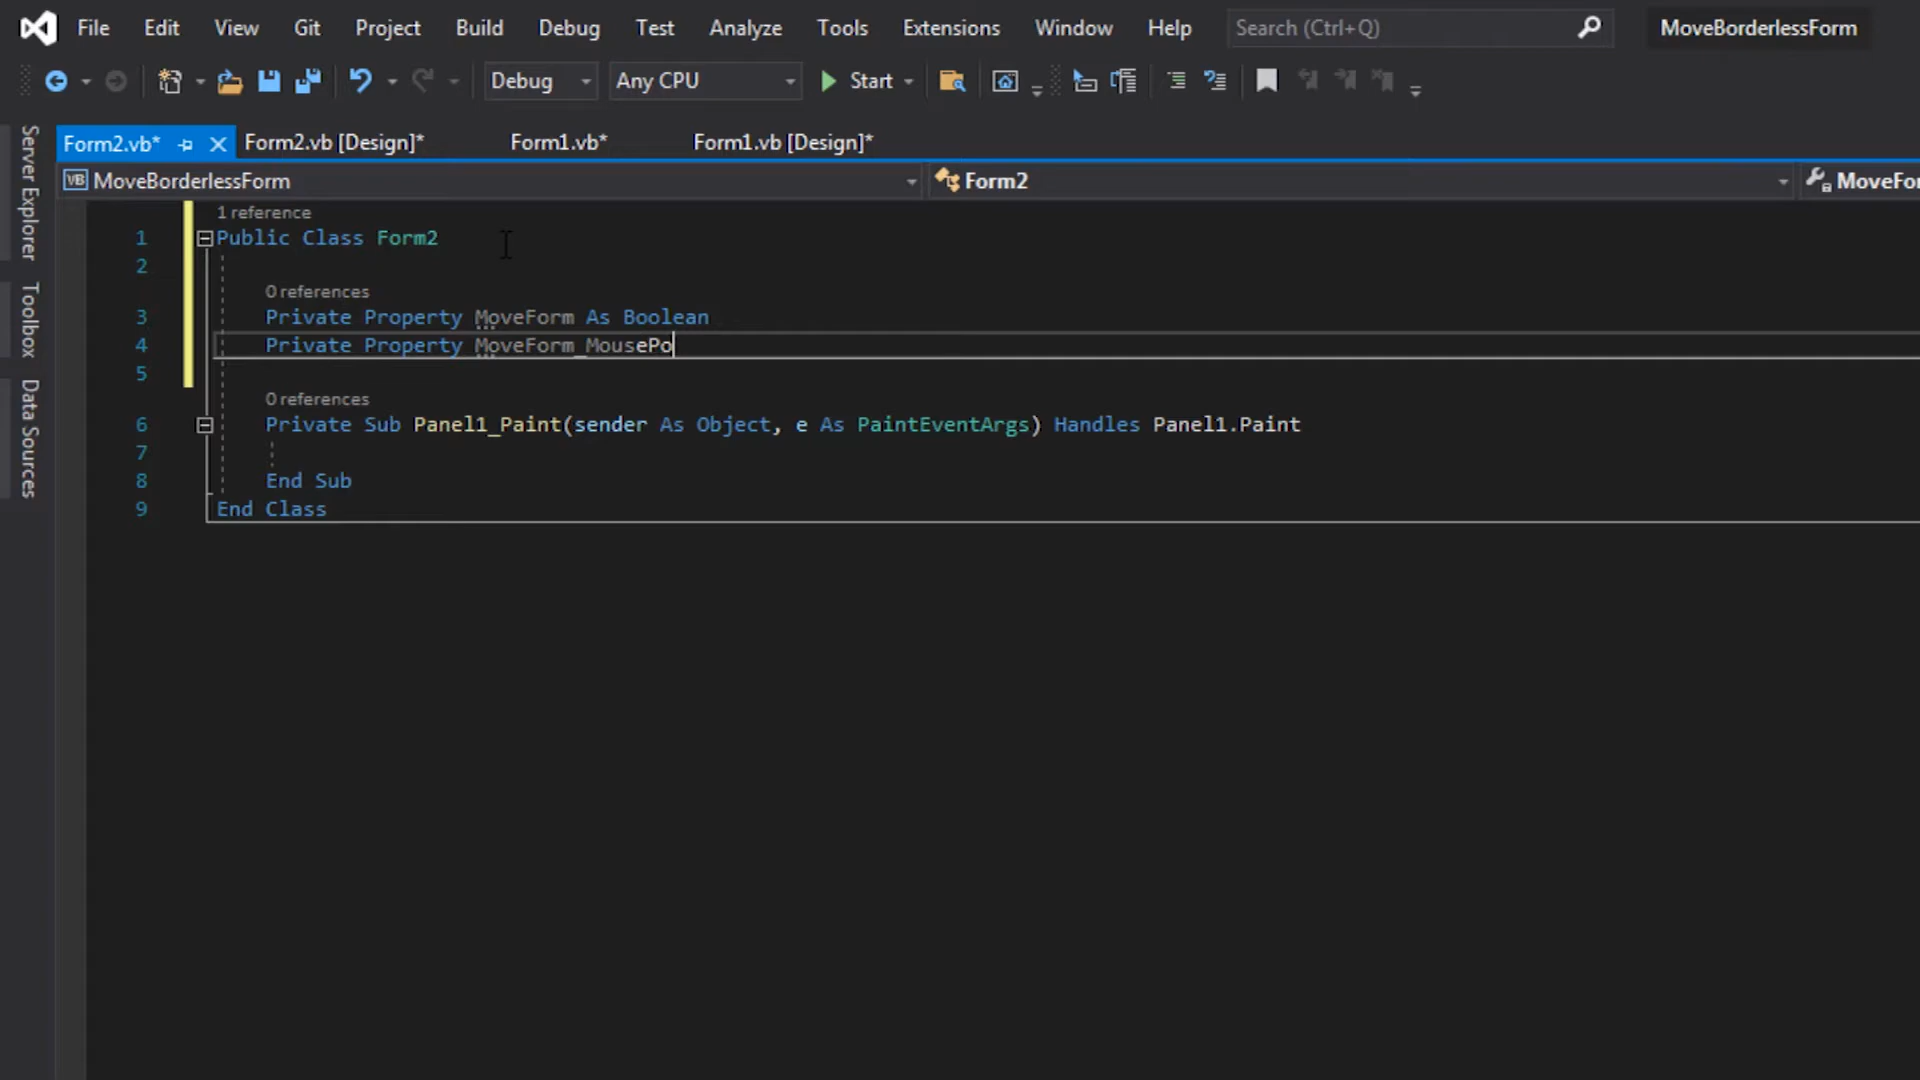 File Edit View Git Project Build Debug Test Analyze Tools Extensions Window Help Search (Ctrl+Q) MoveBorderlessForm
Debug Any CPU Start
Form2.vb* Form2.vb [Design]* Form1.vb* Form1.vb [Design]*
VB MoveBorderlessForm Form2 MoveFor
Server Explorer
Toolbox
Data Sources
1 reference
1 Public Class Form2
2
0 references
3 Private Property MoveForm As Boolean
4 Private Property MoveForm_MousePo
5
0 references
6 Private Sub Panel1_Paint(sender As Object, e As PaintEventArgs) Handles Panel1.Paint
7
8 End Sub
9 End Class